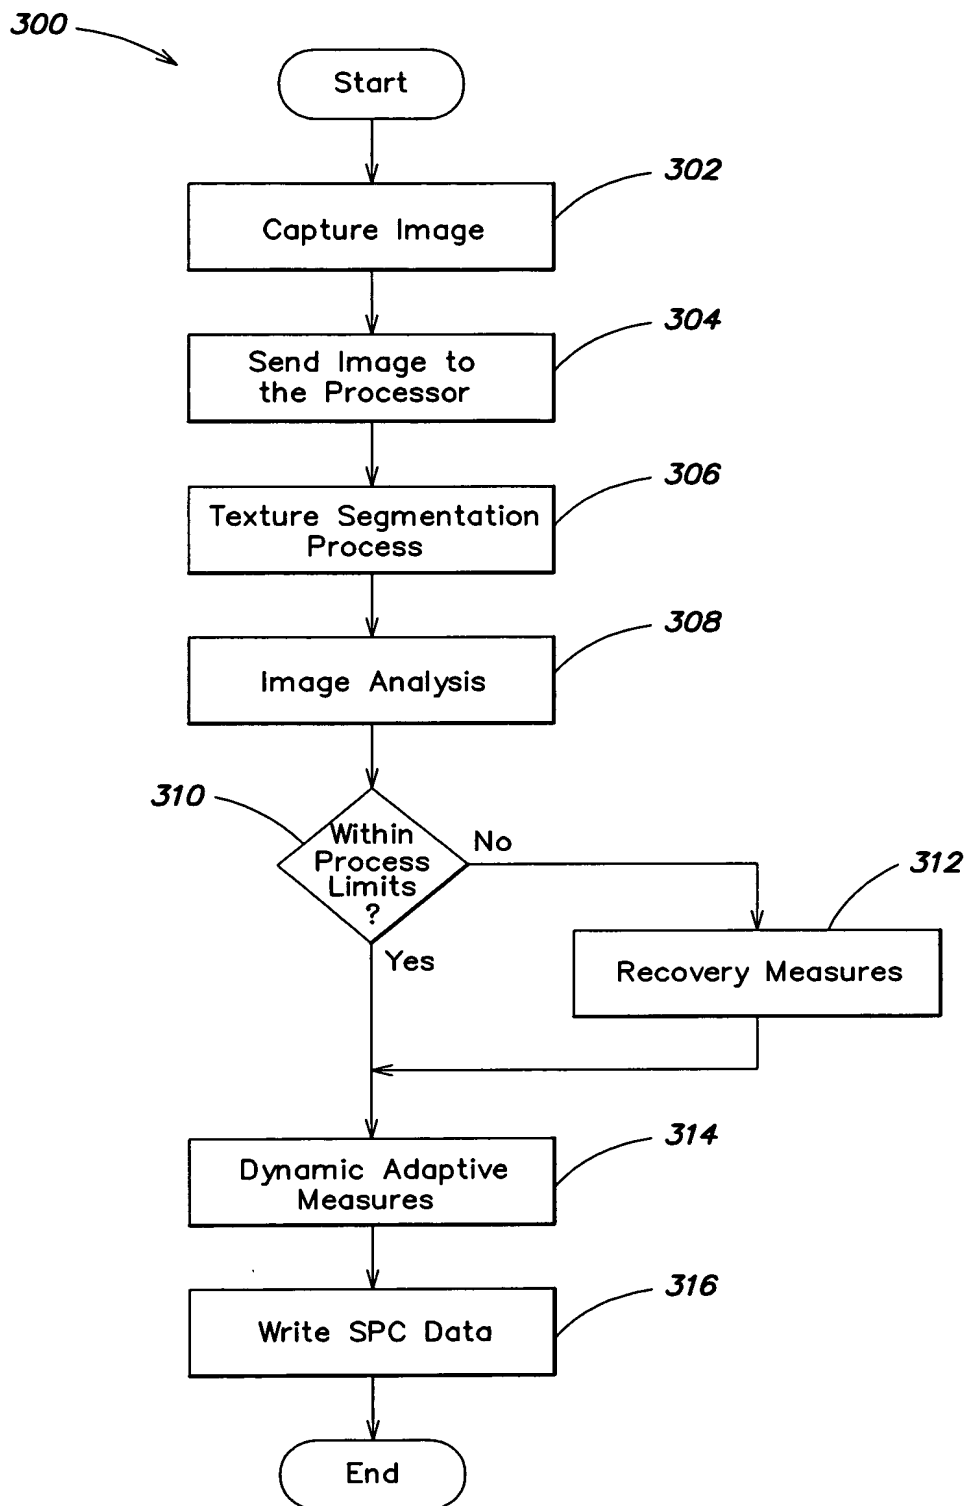 300
Start
302
Capture Image
304
Send Image to
the Processor
306
Texture Segmentation
Process
308
Image Analysis
310
Within
Process
Limits
?
No
Yes
312
Recovery Measures
314
Dynamic Adaptive
Measures
316
Write SPC Data
End